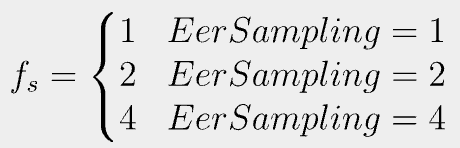 1 EerSampling = 1
f_s = { 2 EerSampling = 2
4 EerSampling = 4